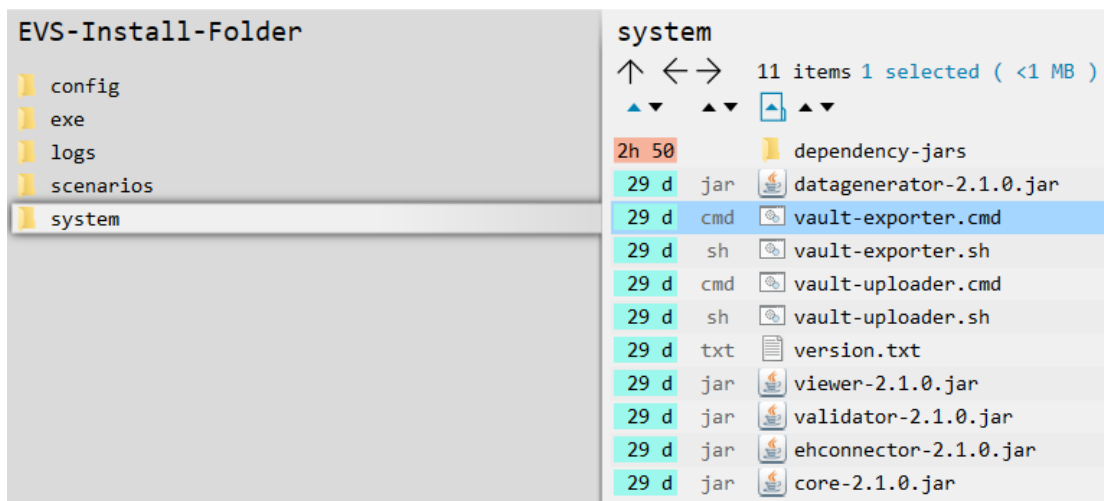 EVS-Install-Folder
config
exe
logs
scenarios
system
system
11 items 1 selected ( <1 MB )
2h 50 dependency-jars
29 d jar datagenerator-2.1.0.jar
29 d cmd vault-exporter.cmd
29 d sh vault-exporter.sh
29 d cmd vault-uploader.cmd
29 d sh vault-uploader.sh
29 d txt version.txt
29 d jar viewer-2.1.0.jar
29 d jar validator-2.1.0.jar
29 d jar ehconnector-2.1.0.jar
29 d jar core-2.1.0.jar